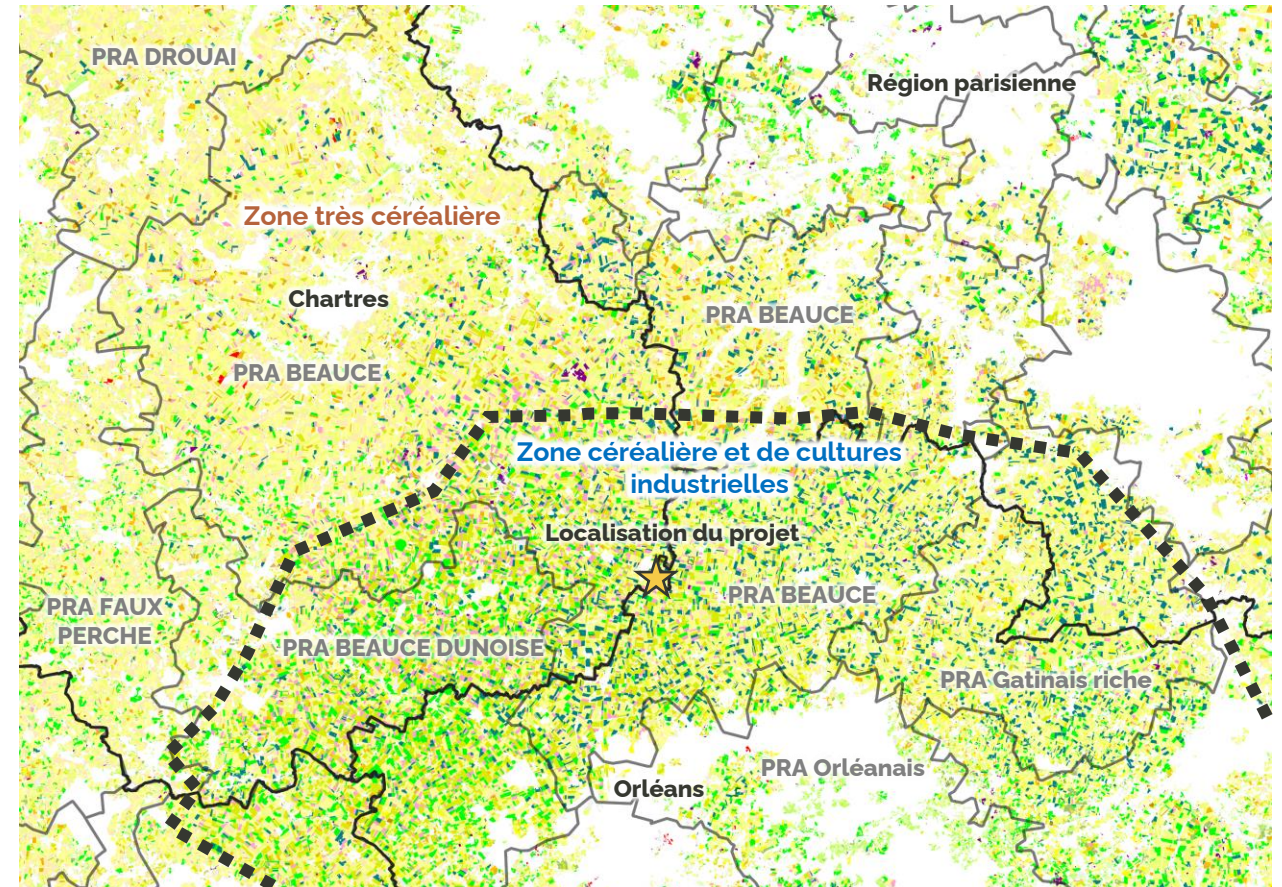 PRA DROUAI
Région parisienne
Zone très céréalière
Chartres
PRA BEAUCE
PRA BEAUCE
Zone céréalière et de cultures
industrielles
Localisation du projet
PRA BEAUCE
PRA FAUX
PERCHE
PRA BEAUCE DUNOISE
PRA Gatinais riche
PRA Orléanais
Orléans